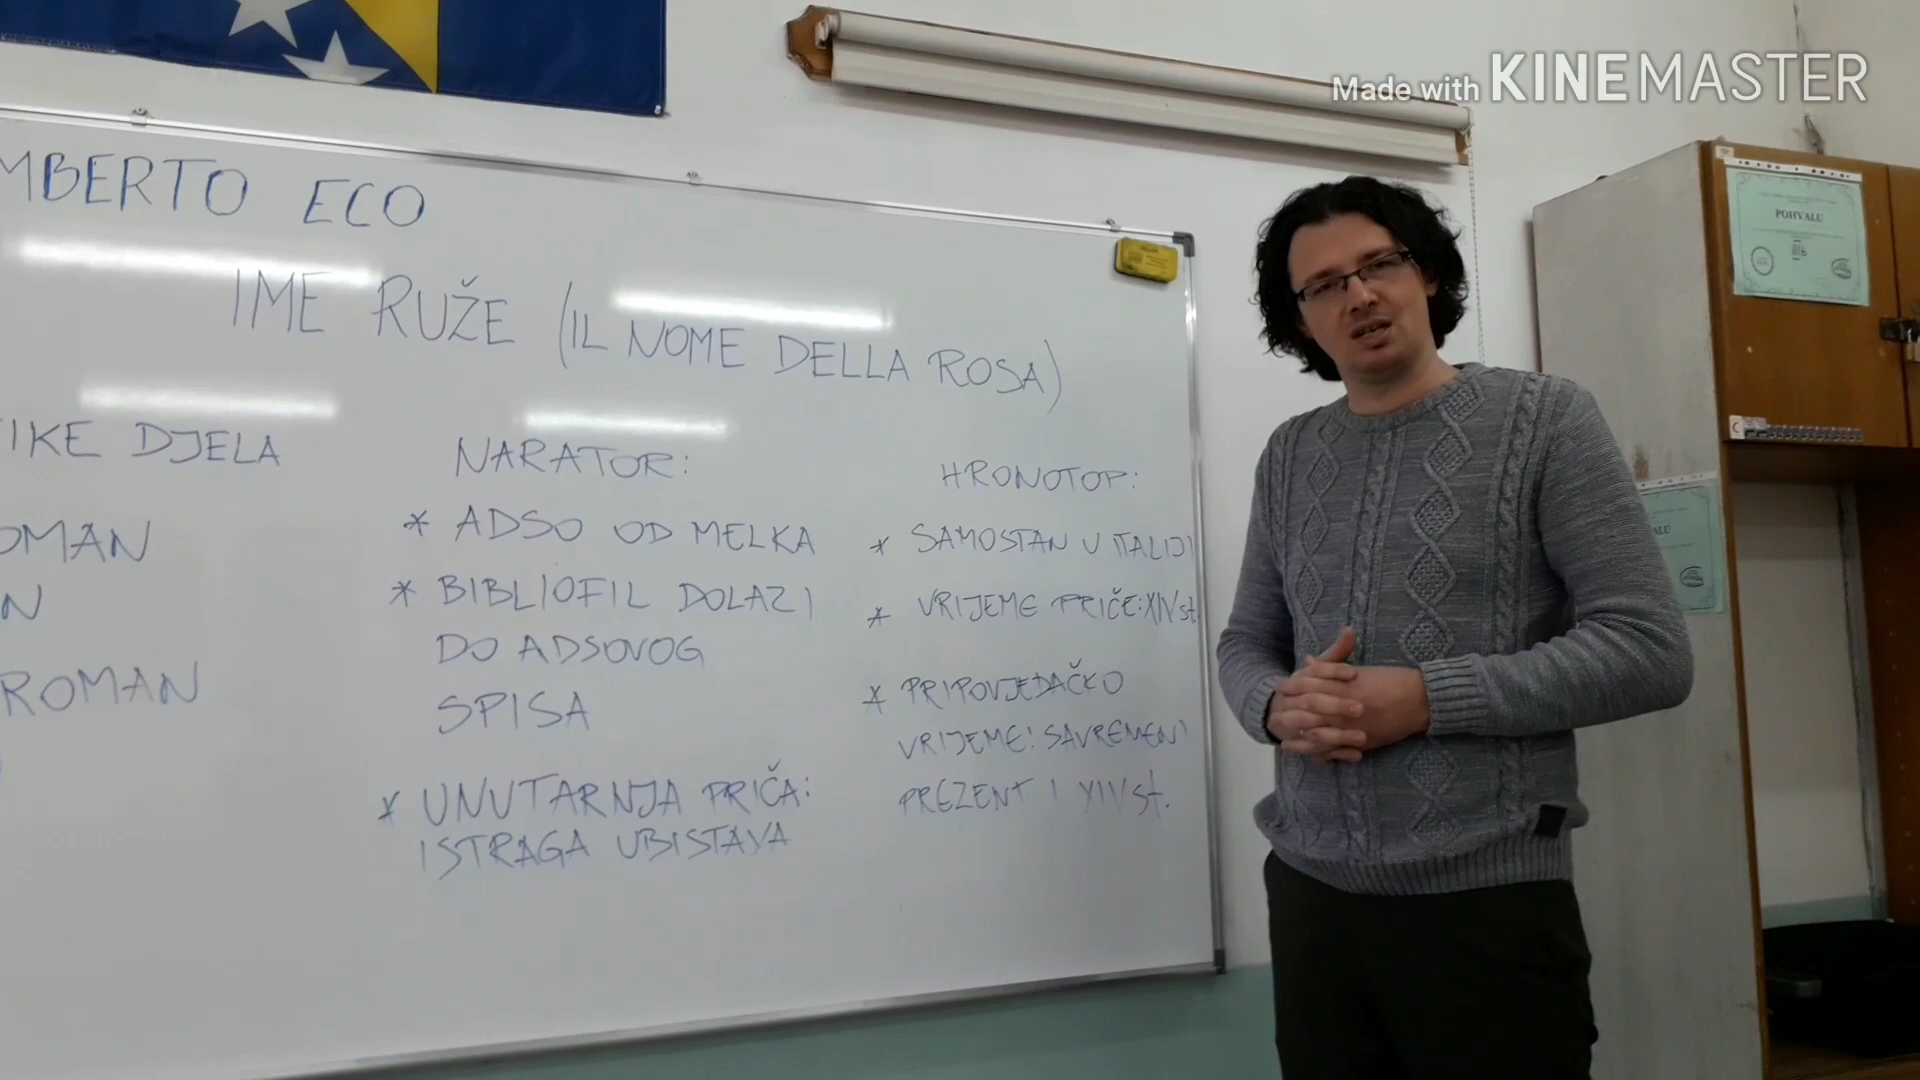 Made with KINEMASTER
MBERTO ECO
IME RUŽE (IL NOME DELLA ROSA)
TIKE DJELA
OMAN
N
ROMAN
NARATOR:
* ADSO OD MELKA
* BIBLIOFIL DOLAZI
DO ADSOVOG
SPISA
* UNUTARNJA PRIČA:
ISTRAGA UBISTAVA
HRONOTOP:
* SAMOSTAN U ITALIJI
* VRIJEME PRIČE: XIV st.
* PRIPOVJEDAČKO
VRIJEME: SAVREMENI
PREZENT I XIV st.
POHVALU
ALU